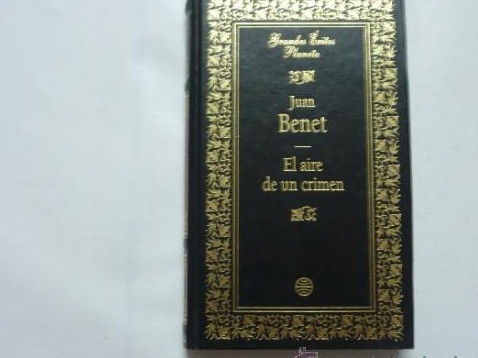 Grandes Éxitos
Planeta
Juan
Benet
El aire
de un crimen